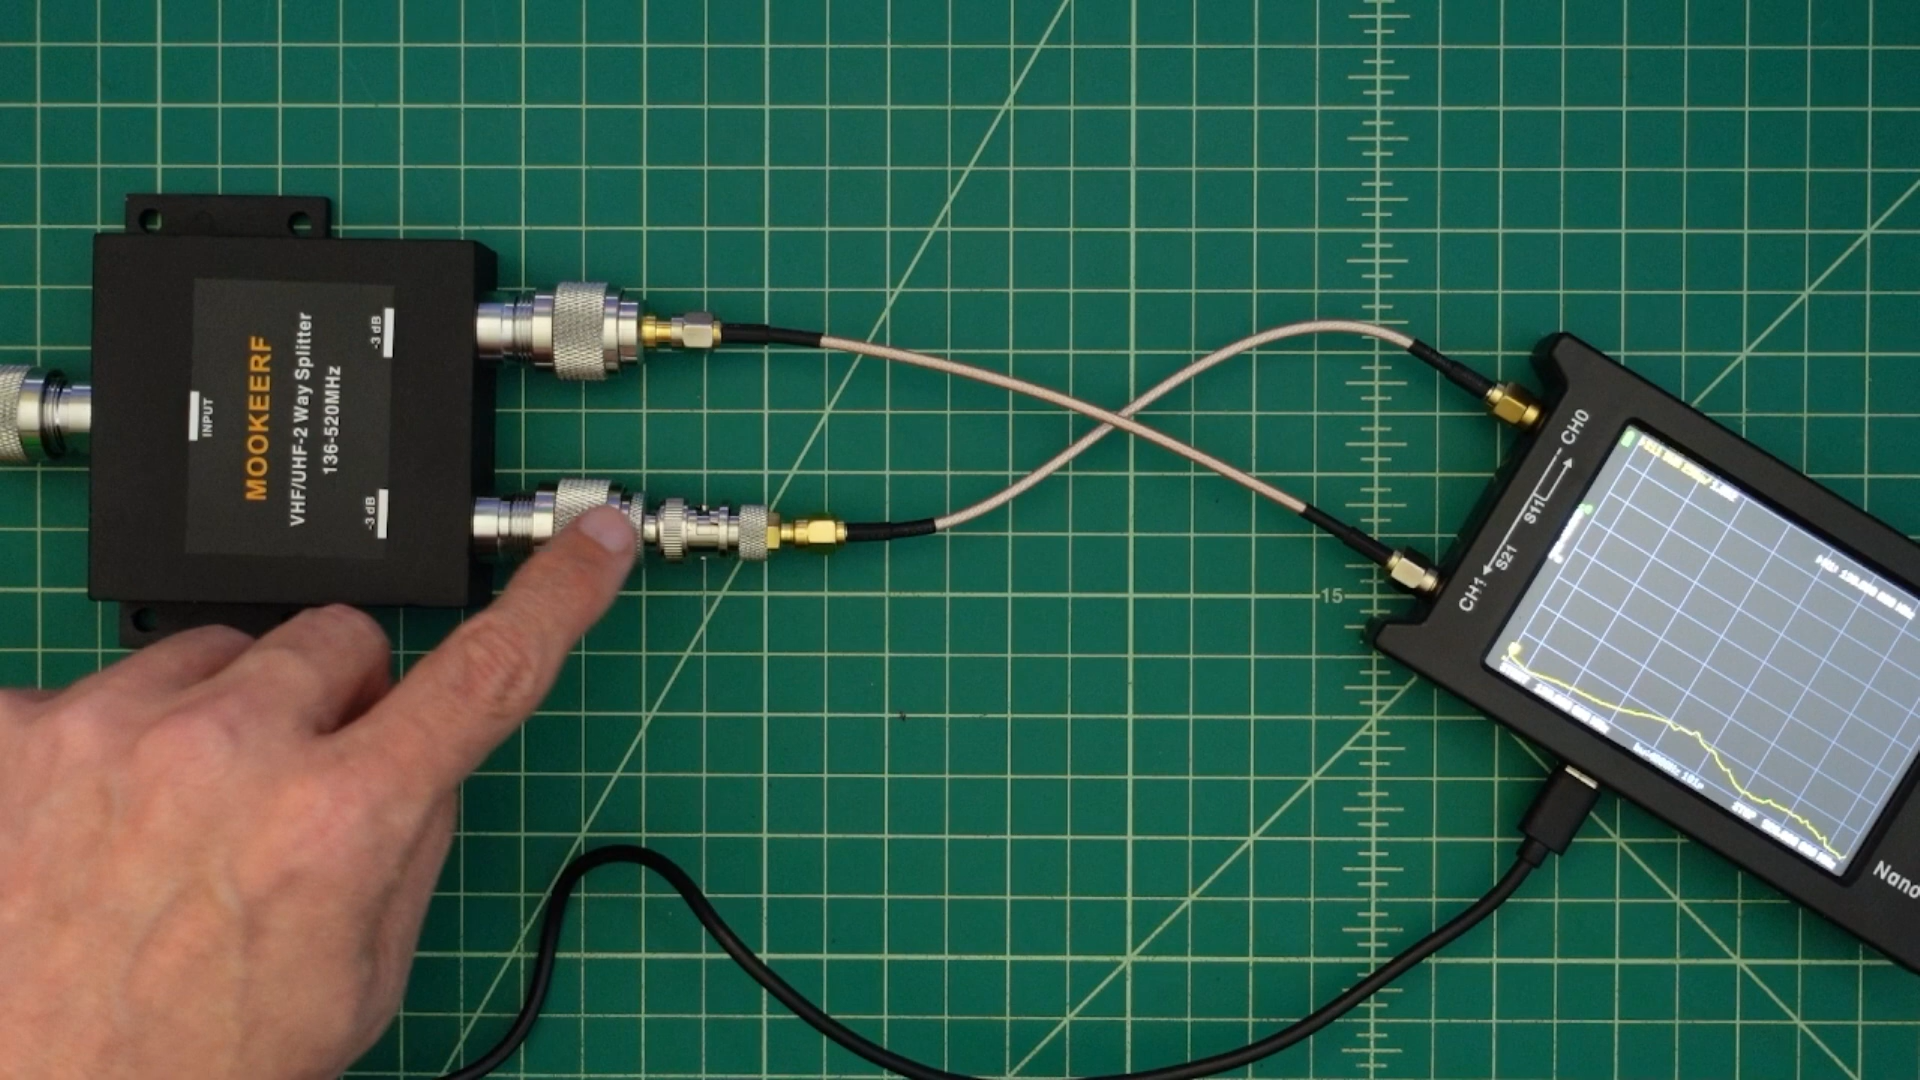 MOOKEERF
VHF/UHF-2 Way Splitter
136-520MHz
INPUT
-3 dB
-3 dB
CH0
S11
S21
CH1
15
Nano